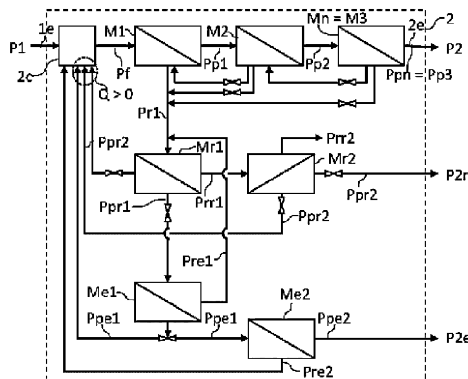 P1
1e
2c
M1
M2
Mn = M3
2e
2
P2
Ppn = Pp3
Pf
Pp1
Pp2
Q > 0
Ppr2
Pr1
Prr2
Mr1
Mr2
P2r
Ppr1
Prr1
Ppr2
Ppr2
Pre1
Me1
Me2
Ppe1
Ppe1
Ppe2
P2e
Pre2